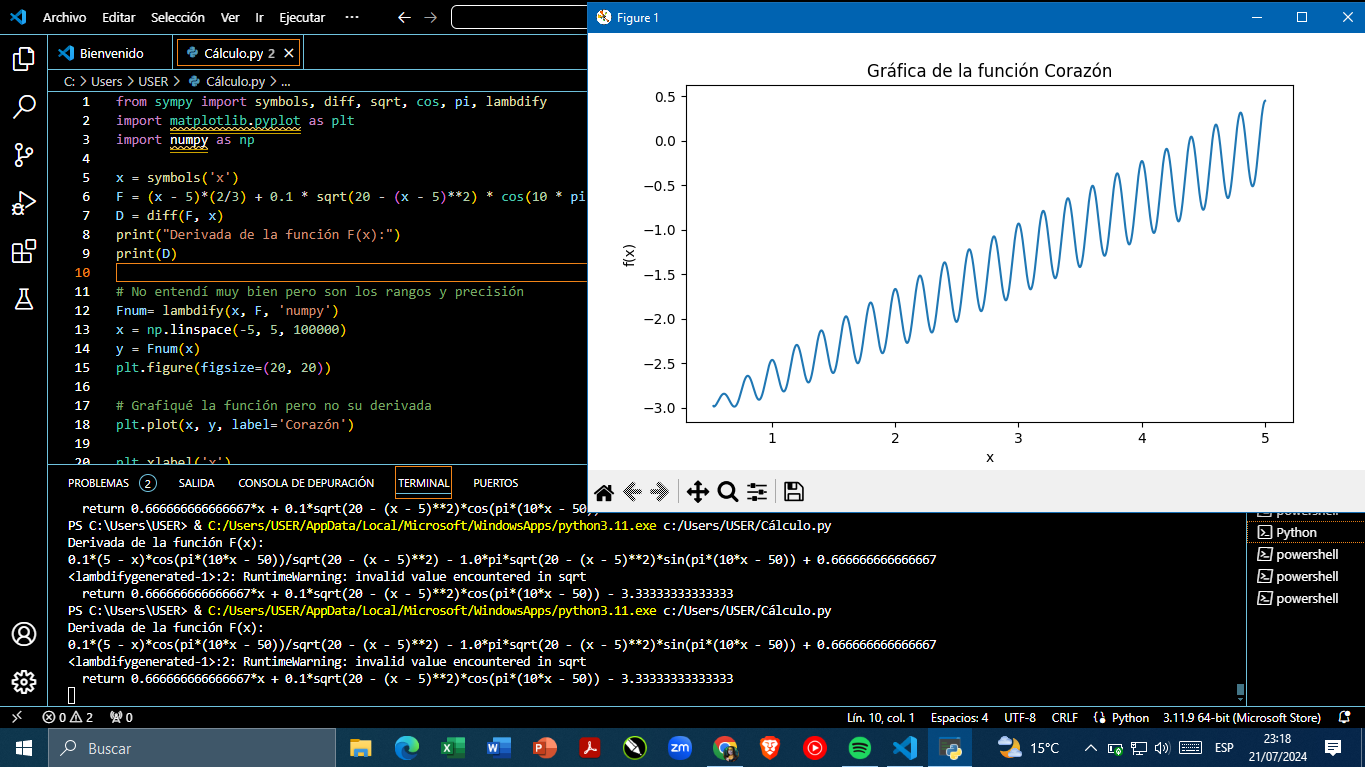 Archivo Editar Selección Ver Ir Ejecutar ···
Figure 1
Bienvenido
Cálculo.py 2
C: > Users > USER > Cálculo.py > ...
1 from sympy import symbols, diff, sqrt, cos, pi, lambdify
2 import matplotlib.pyplot as plt
3 import numpy as np
4
5 x = symbols('x')
6 F = (x - 5)*(2/3) + 0.1 * sqrt(20 - (x - 5)**2) * cos(10 * pi
7 D = diff(F, x)
8 print("Derivada de la función F(x):")
9 print(D)
10
11 # No entendí muy bien pero son los rangos y precisión
12 Fnum= lambdify(x, F, 'numpy')
13 x = np.linspace(-5, 5, 100000)
14 y = Fnum(x)
15 plt.figure(figsize=(20, 20))
16
17 # Grafiqué la función pero no su derivada
18 plt.plot(x, y, label='Corazón')
19
20 plt.xlabel('x')
Gráfica de la función Corazón
0.5
0.0
−0.5
−1.0
−1.5
−2.0
−2.5
−3.0
f(x)
1 2 3 4 5
x
PROBLEMAS 2 SALIDA CONSOLA DE DEPURACIÓN TERMINAL PUERTOS
return 0.666666666666667*x + 0.1*sqrt(20 - (x - 5)**2)*cos(pi*(10*x - 50))
PS C:\Users\USER> & C:/Users/USER/AppData/Local/Microsoft/WindowsApps/python3.11.exe c:/Users/USER/Cálculo.py
Derivada de la función F(x):
0.1*(5 - x)*cos(pi*(10*x - 50))/sqrt(20 - (x - 5)**2) - 1.0*pi*sqrt(20 - (x - 5)**2)*sin(pi*(10*x - 50)) + 0.666666666666667
<lambdifygenerated-1>:2: RuntimeWarning: invalid value encountered in sqrt
return 0.666666666666667*x + 0.1*sqrt(20 - (x - 5)**2)*cos(pi*(10*x - 50)) - 3.33333333333333
PS C:\Users\USER> & C:/Users/USER/AppData/Local/Microsoft/WindowsApps/python3.11.exe c:/Users/USER/Cálculo.py
Derivada de la función F(x):
0.1*(5 - x)*cos(pi*(10*x - 50))/sqrt(20 - (x - 5)**2) - 1.0*pi*sqrt(20 - (x - 5)**2)*sin(pi*(10*x - 50)) + 0.666666666666667
<lambdifygenerated-1>:2: RuntimeWarning: invalid value encountered in sqrt
return 0.666666666666667*x + 0.1*sqrt(20 - (x - 5)**2)*cos(pi*(10*x - 50)) - 3.33333333333333
powershell
Python
powershell
powershell
powershell
0 2 0
Lín. 10, col. 1 Espacios: 4 UTF-8 CRLF Python 3.11.9 64-bit (Microsoft Store)
Buscar
zm
15°C
ESP
23:18
21/07/2024